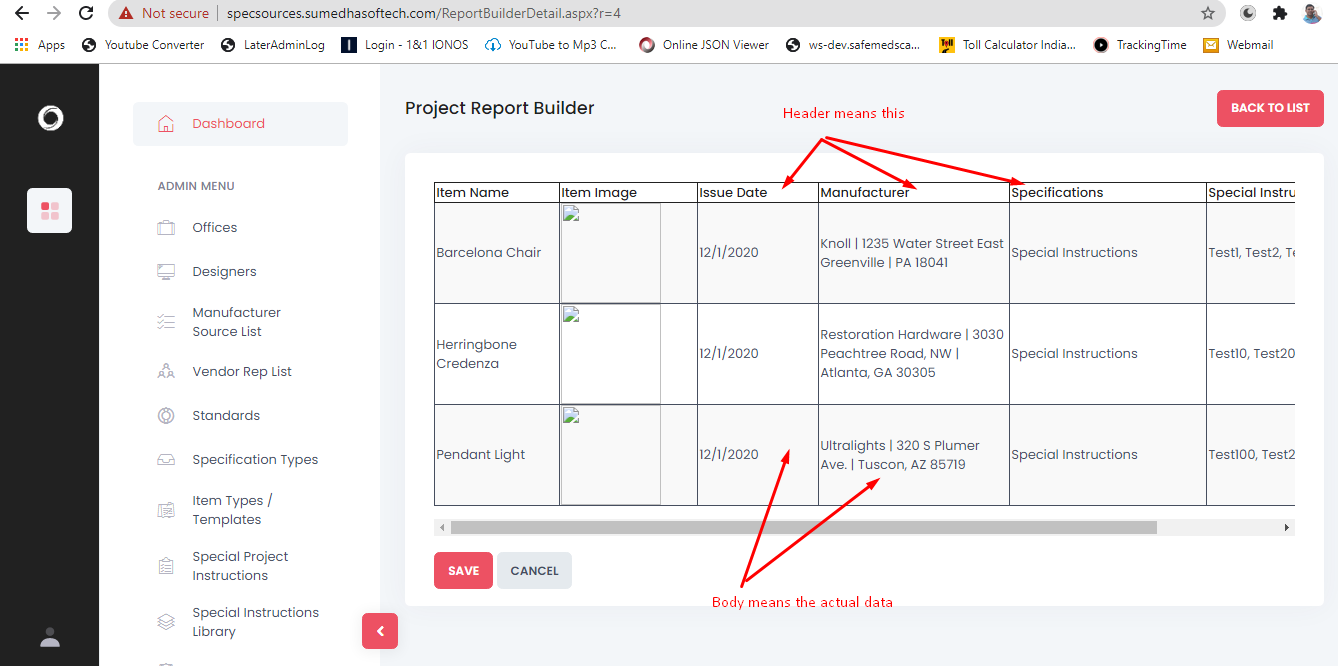 Not secure | specsources.sumedhasoftech.com/ReportBuilderDetail.aspx?r=4
Apps YouTube Converter LaterAdminLog Login - 1&1 IONOS YouTube to Mp3 C... Online JSON Viewer ws-dev.safemedsca... Toll Calculator India... TrackingTime Webmail
Dashboard
ADMIN MENU
Offices
Designers
Manufacturer
Source List
Vendor Rep List
Standards
Specification Types
Item Types /
Templates
Special Project
Instructions
Special Instructions
Library
Project Report Builder
Header means this
BACK TO LIST
Item Name Item Image Issue Date Manufacturer Specifications Special Instru
Barcelona Chair 12/1/2020 Knoll | 1235 Water Street East Special Instructions Test1, Test2, Te
Greenville | PA 18041
Herringbone 12/1/2020 Restoration Hardware | 3030 Special Instructions Test10, Test20
Credenza Peachtree Road, NW |
Atlanta, GA 30305
Pendant Light 12/1/2020 Ultralights | 320 S Plumer Special Instructions Test100, Test2
Ave. | Tuscon, AZ 85719
SAVE CANCEL
Body means the actual data